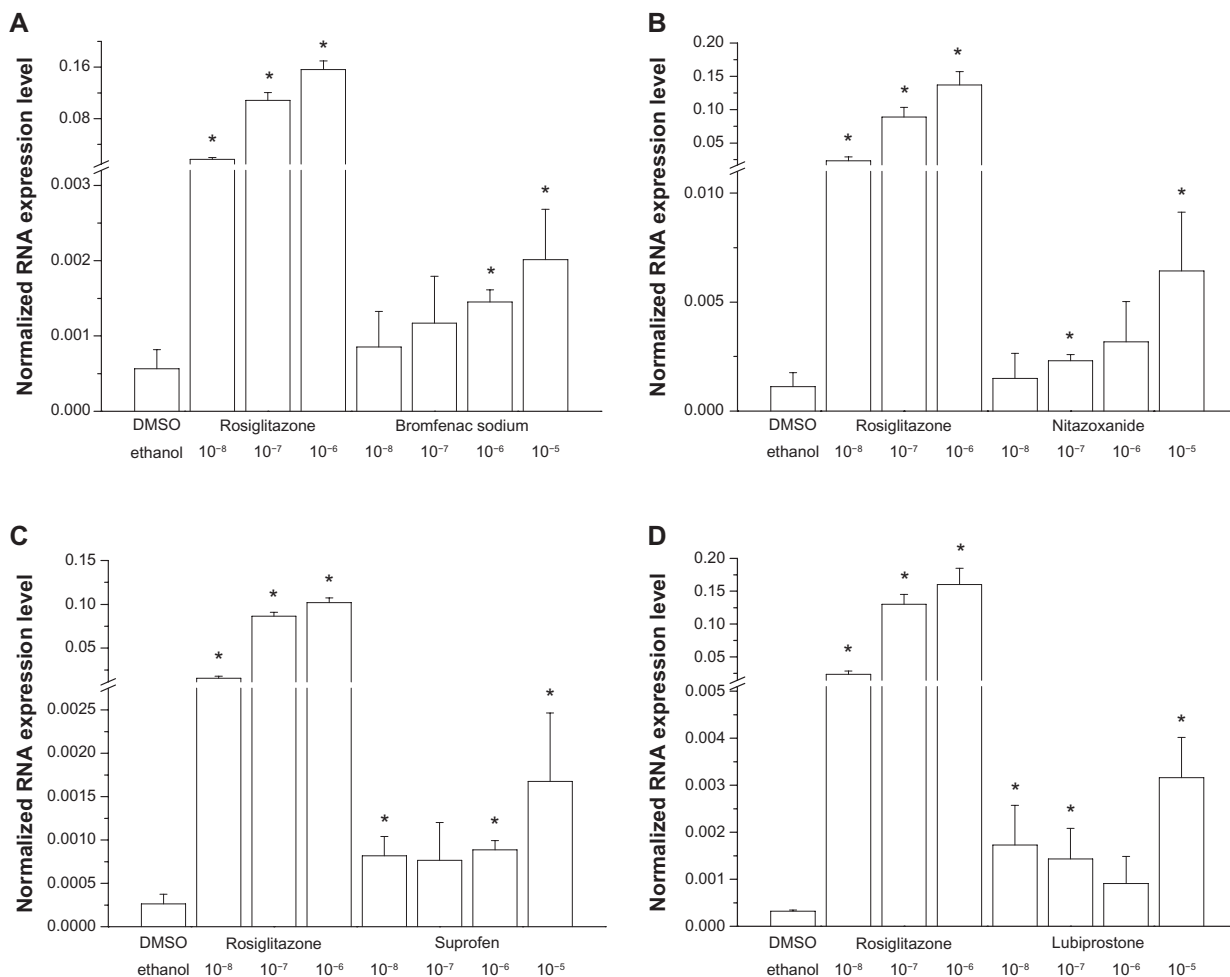 A
Normalized RNA expression level
0.16
0.08
0.003
0.002
0.001
0.000
* * * * *
DMSO Rosiglitazone Bromfenac sodium
ethanol 10⁻⁸ 10⁻⁷ 10⁻⁶ 10⁻⁸ 10⁻⁷ 10⁻⁶ 10⁻⁵
B
Normalized RNA expression level
0.20
0.15
0.10
0.05
0.010
0.005
0.000
* * * * *
DMSO Rosiglitazone Nitazoxanide
ethanol 10⁻⁸ 10⁻⁷ 10⁻⁶ 10⁻⁸ 10⁻⁷ 10⁻⁶ 10⁻⁵
C
Normalized RNA expression level
0.15
0.10
0.05
0.0025
0.0020
0.0015
0.0010
0.0005
0.0000
* * * * * *
DMSO Rosiglitazone Suprofen
ethanol 10⁻⁸ 10⁻⁷ 10⁻⁶ 10⁻⁸ 10⁻⁷ 10⁻⁶ 10⁻⁵
D
Normalized RNA expression level
0.20
0.15
0.10
0.05
0.005
0.004
0.003
0.002
0.001
0.000
* * * * * *
DMSO Rosiglitazone Lubiprostone
ethanol 10⁻⁸ 10⁻⁷ 10⁻⁶ 10⁻⁸ 10⁻⁷ 10⁻⁶ 10⁻⁵